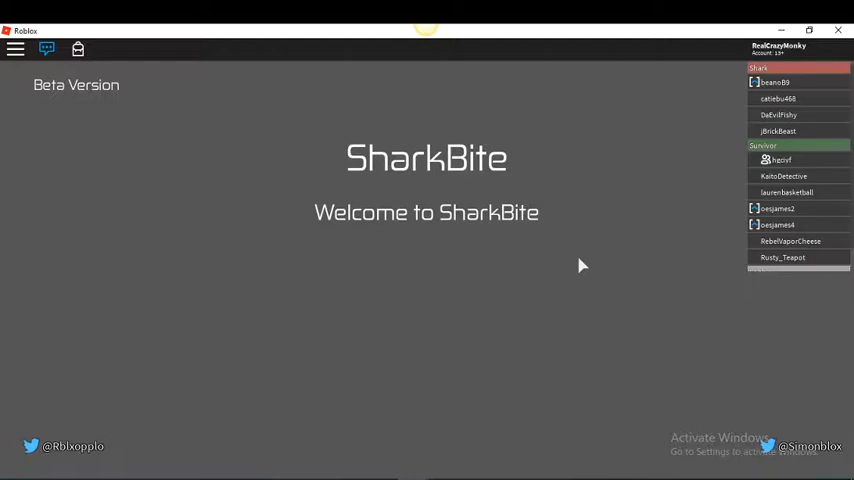 Roblox
RealCrazyMonky
Account: 13+
Beta Version
SharkBite
Welcome to SharkBite
Shark
beanoB9
catiebu468
DaEvilFishy
jBrickBeast
Survivor
hgcivf
KaitoDetective
laurenbasketball
oesjames2
oesjames4
RebelVaporCheese
Rusty_Teapot
@Rblxopplo
Activate Windows
Go to Settings to activate Windows.
@Simonblox